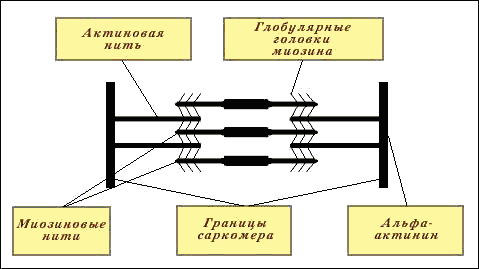 Актиновая
нить
Глобулярные
головки
миозина
Миозиновые
нити
Границы
саркомера
Альфа-
актинин